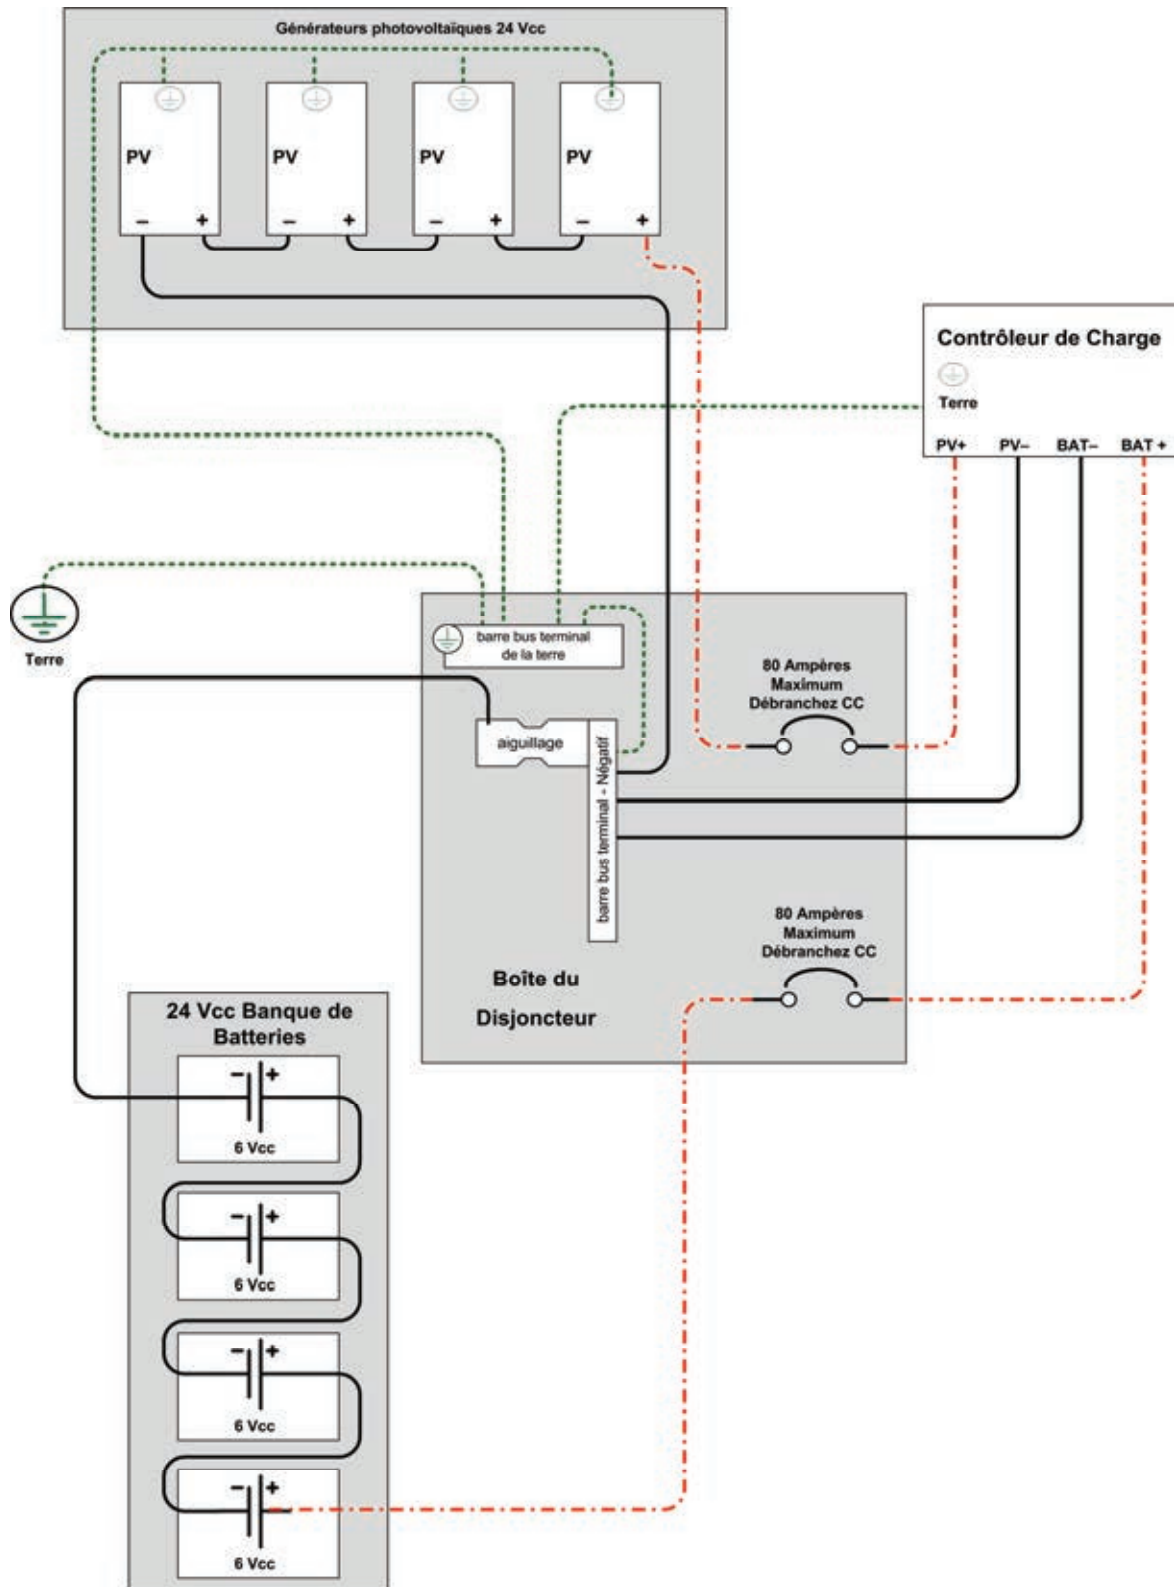 Générateurs photovoltaïques 24 Vcc
PV
PV
PV
PV
– +
– +
– +
– +
Contrôleur de Charge
Terre
PV+ PV– BAT– BAT +
Terre
barre bus terminal
de la terre
80 Ampères
Maximum
Débranchez CC
aiguillage
barre bus terminal - Négatif
80 Ampères
Maximum
Débranchez CC
Boîte du
Disjoncteur
24 Vcc Banque de
Batteries
– +
6 Vcc
– +
6 Vcc
– +
6 Vcc
– +
6 Vcc